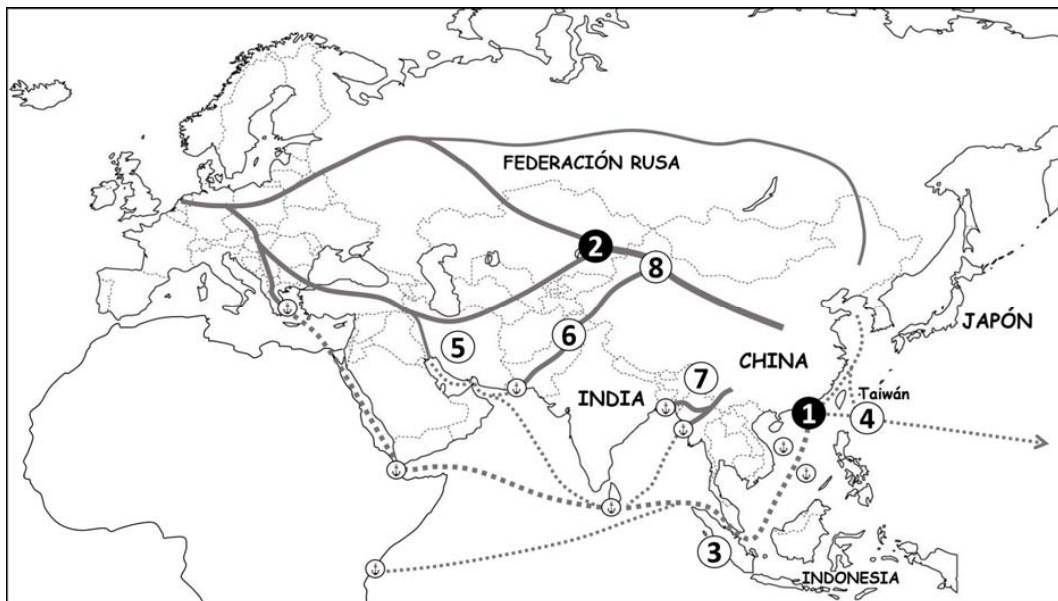 FEDERACIÓN RUSA
2
8
JAPÓN
6
5
CHINA
7
INDIA
Taiwán
1
4
3
INDONESIA